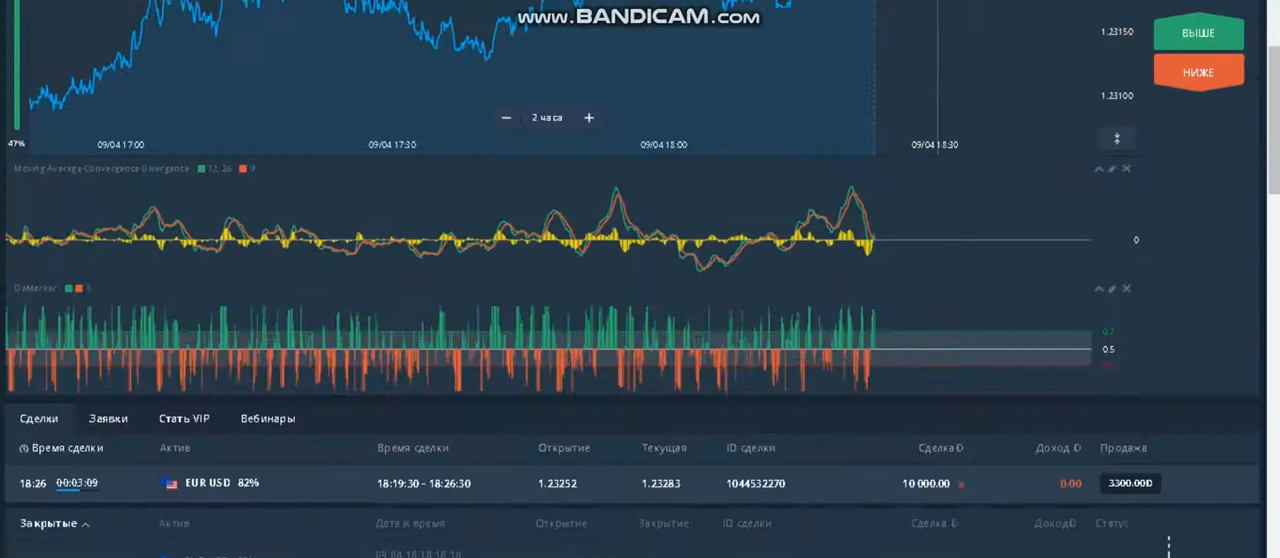 www.BANDICAM.com
1.23150
ВЫШЕ
НИЖЕ
1.23100
2 часа
47%
09/04 17:00 09/04 17:30 09/04 18:00 09/04 18:30
Moving Average Convergence Divergence 12, 26 9
0
DeMarker 5
0.7
0.5
Сделки Заявки Стать VIP Вебинары
Время сделки Актив Время сделки Открытие Текущая ID сделки Сделка Đ Доход Đ Продажа
18:26 00:03:09 EUR USD 82% 18:19:30 - 18:26:30 1.23252 1.23283 1044532270 10 000.00 0.00 3300.00Đ
Закрытые Актив Дата и время Открытие Закрытие ID сделки Сделка Đ Доход Đ Статус